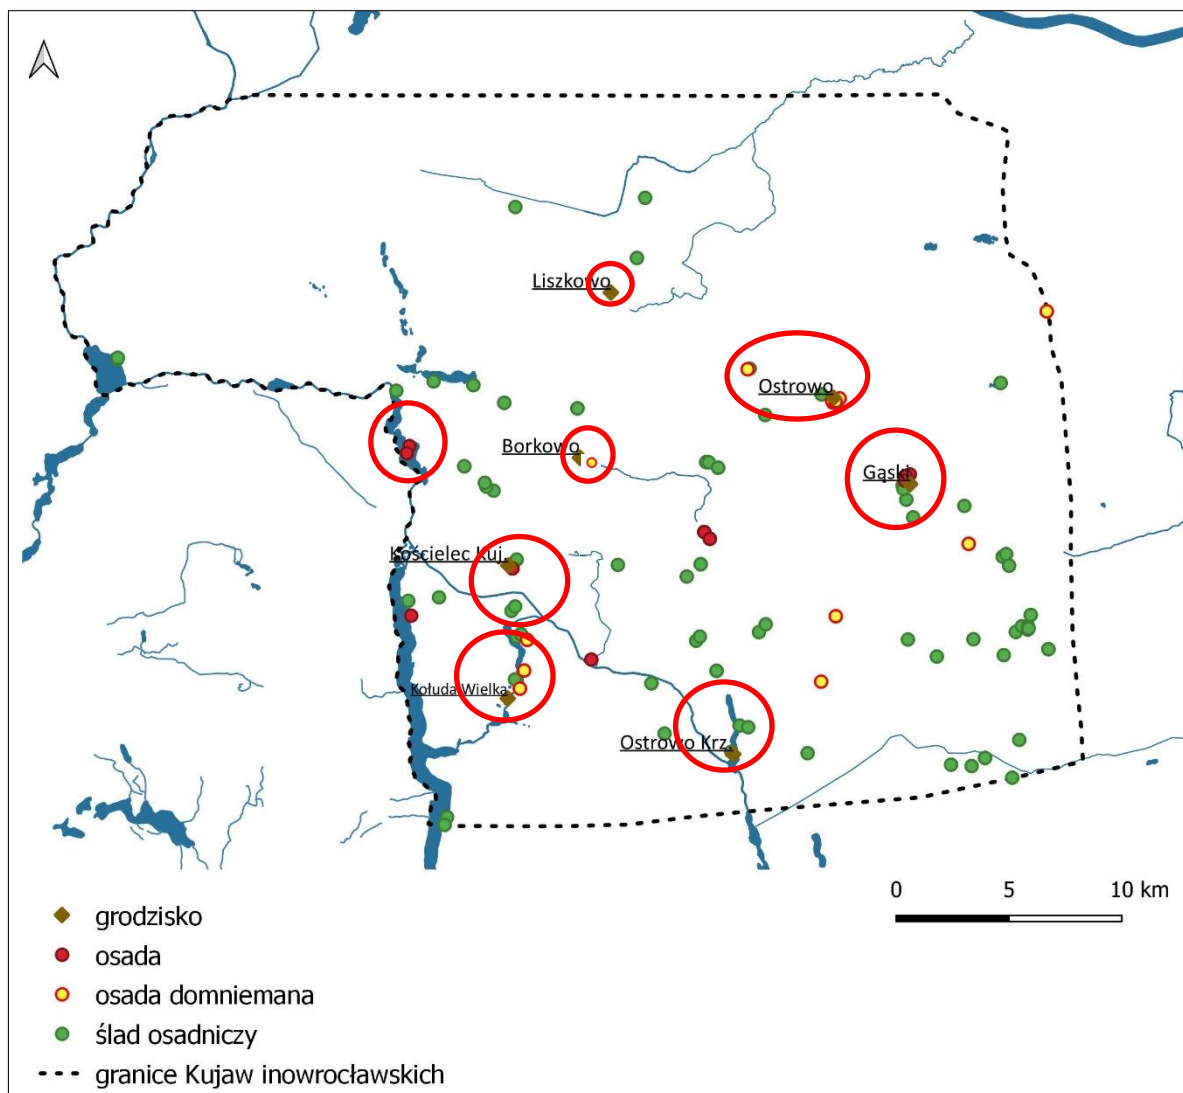 Liszkowo
Ostrowo
Borkowo
Gąski
Kościelec Kuj.
Kołuda Wielka
Ostrowo Krz.
0 5 10 km
grodzisko
osada
osada domniemana
ślad osadniczy
granice Kujaw inowrocławskich